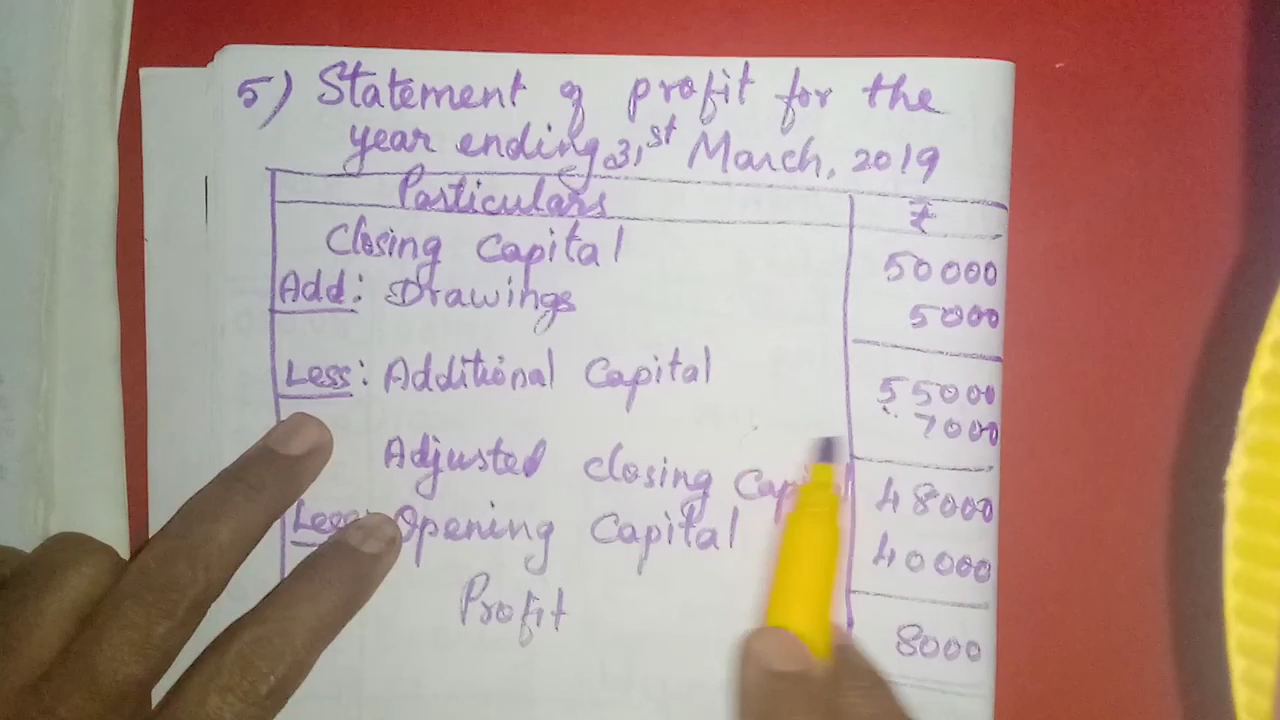 5) Statement of profit for the
year ending 31st March, 2019
Particulars ₹
Closing Capital 50000
Add: Drawings 5000
55000
Less: Additional Capital 7000
Adjusted closing 48000
Less: Opening Capital 40000
Profit 8000